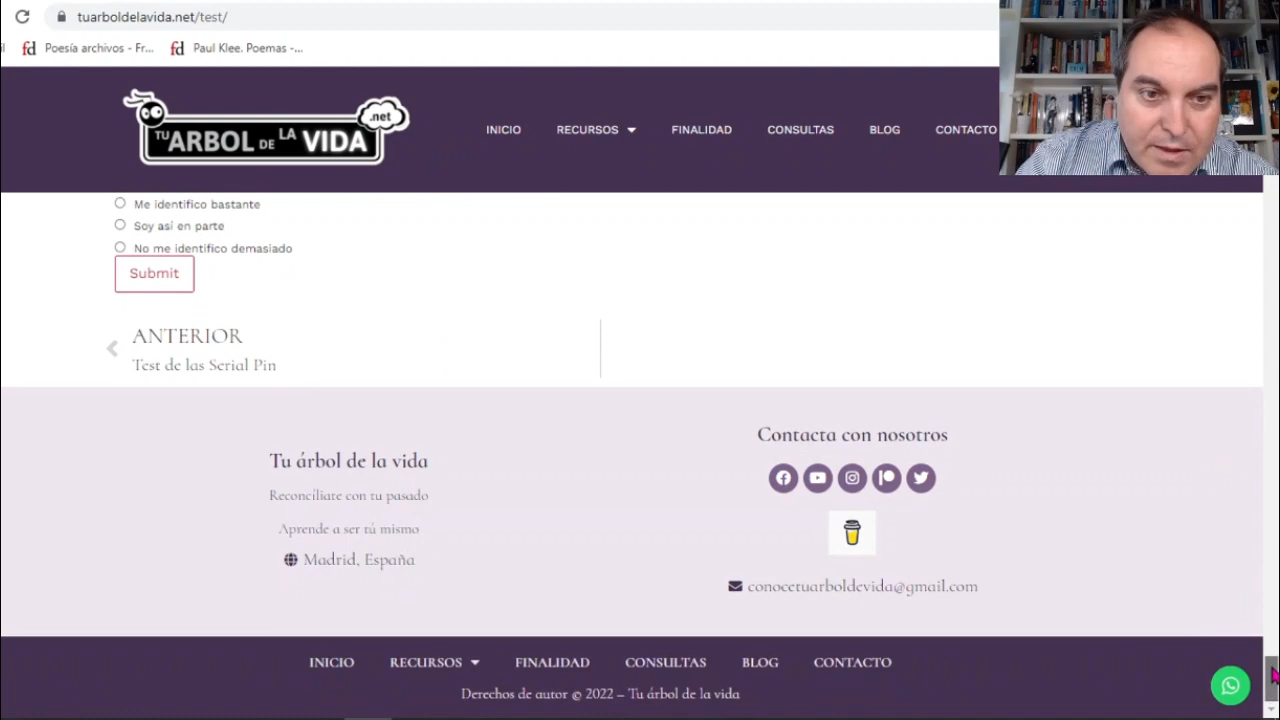 tuarboldelavida.net/test/
fd Poesía archivos - Fr... fd Paul Klee. Poemas -...
TU ARBOL DE LA VIDA .net
INICIO RECURSOS FINALIDAD CONSULTAS BLOG CONTACTO
Me identifico bastante
Soy así en parte
No me identifico demasiado
Submit
ANTERIOR
Test de las Serial Pin
Tu árbol de la vida
Reconcíliate con tu pasado
Aprende a ser tú mismo
Madrid, España
Contacta con nosotros
conocetuarboldevida@gmail.com
INICIO RECURSOS FINALIDAD CONSULTAS BLOG CONTACTO
Derechos de autor © 2022 – Tu árbol de la vida